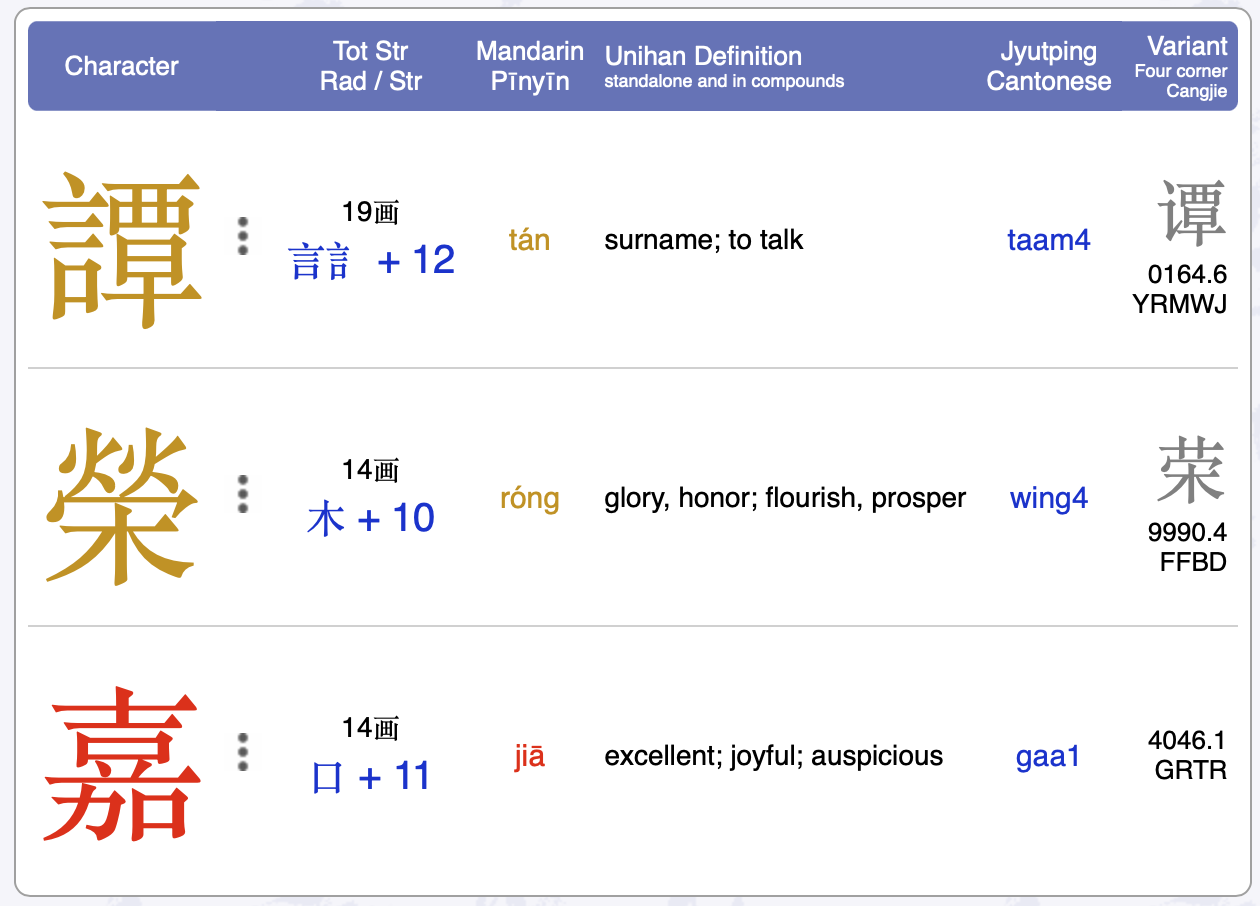 Character
Tot Str
Rad / Str
Mandarin
Pīnyīn
Unihan Definition
standalone and in compounds
Jyutping
Cantonese
Variant
Four corner
Cangjie
譚
19画
言訁 + 12
tán
surname; to talk
taam4
谭
0164.6
YRMWJ
榮
14画
木 + 10
róng
glory, honor; flourish, prosper
wing4
荣
9990.4
FFBD
嘉
14画
口 + 11
jiā
excellent; joyful; auspicious
gaa1
4046.1
GRTR